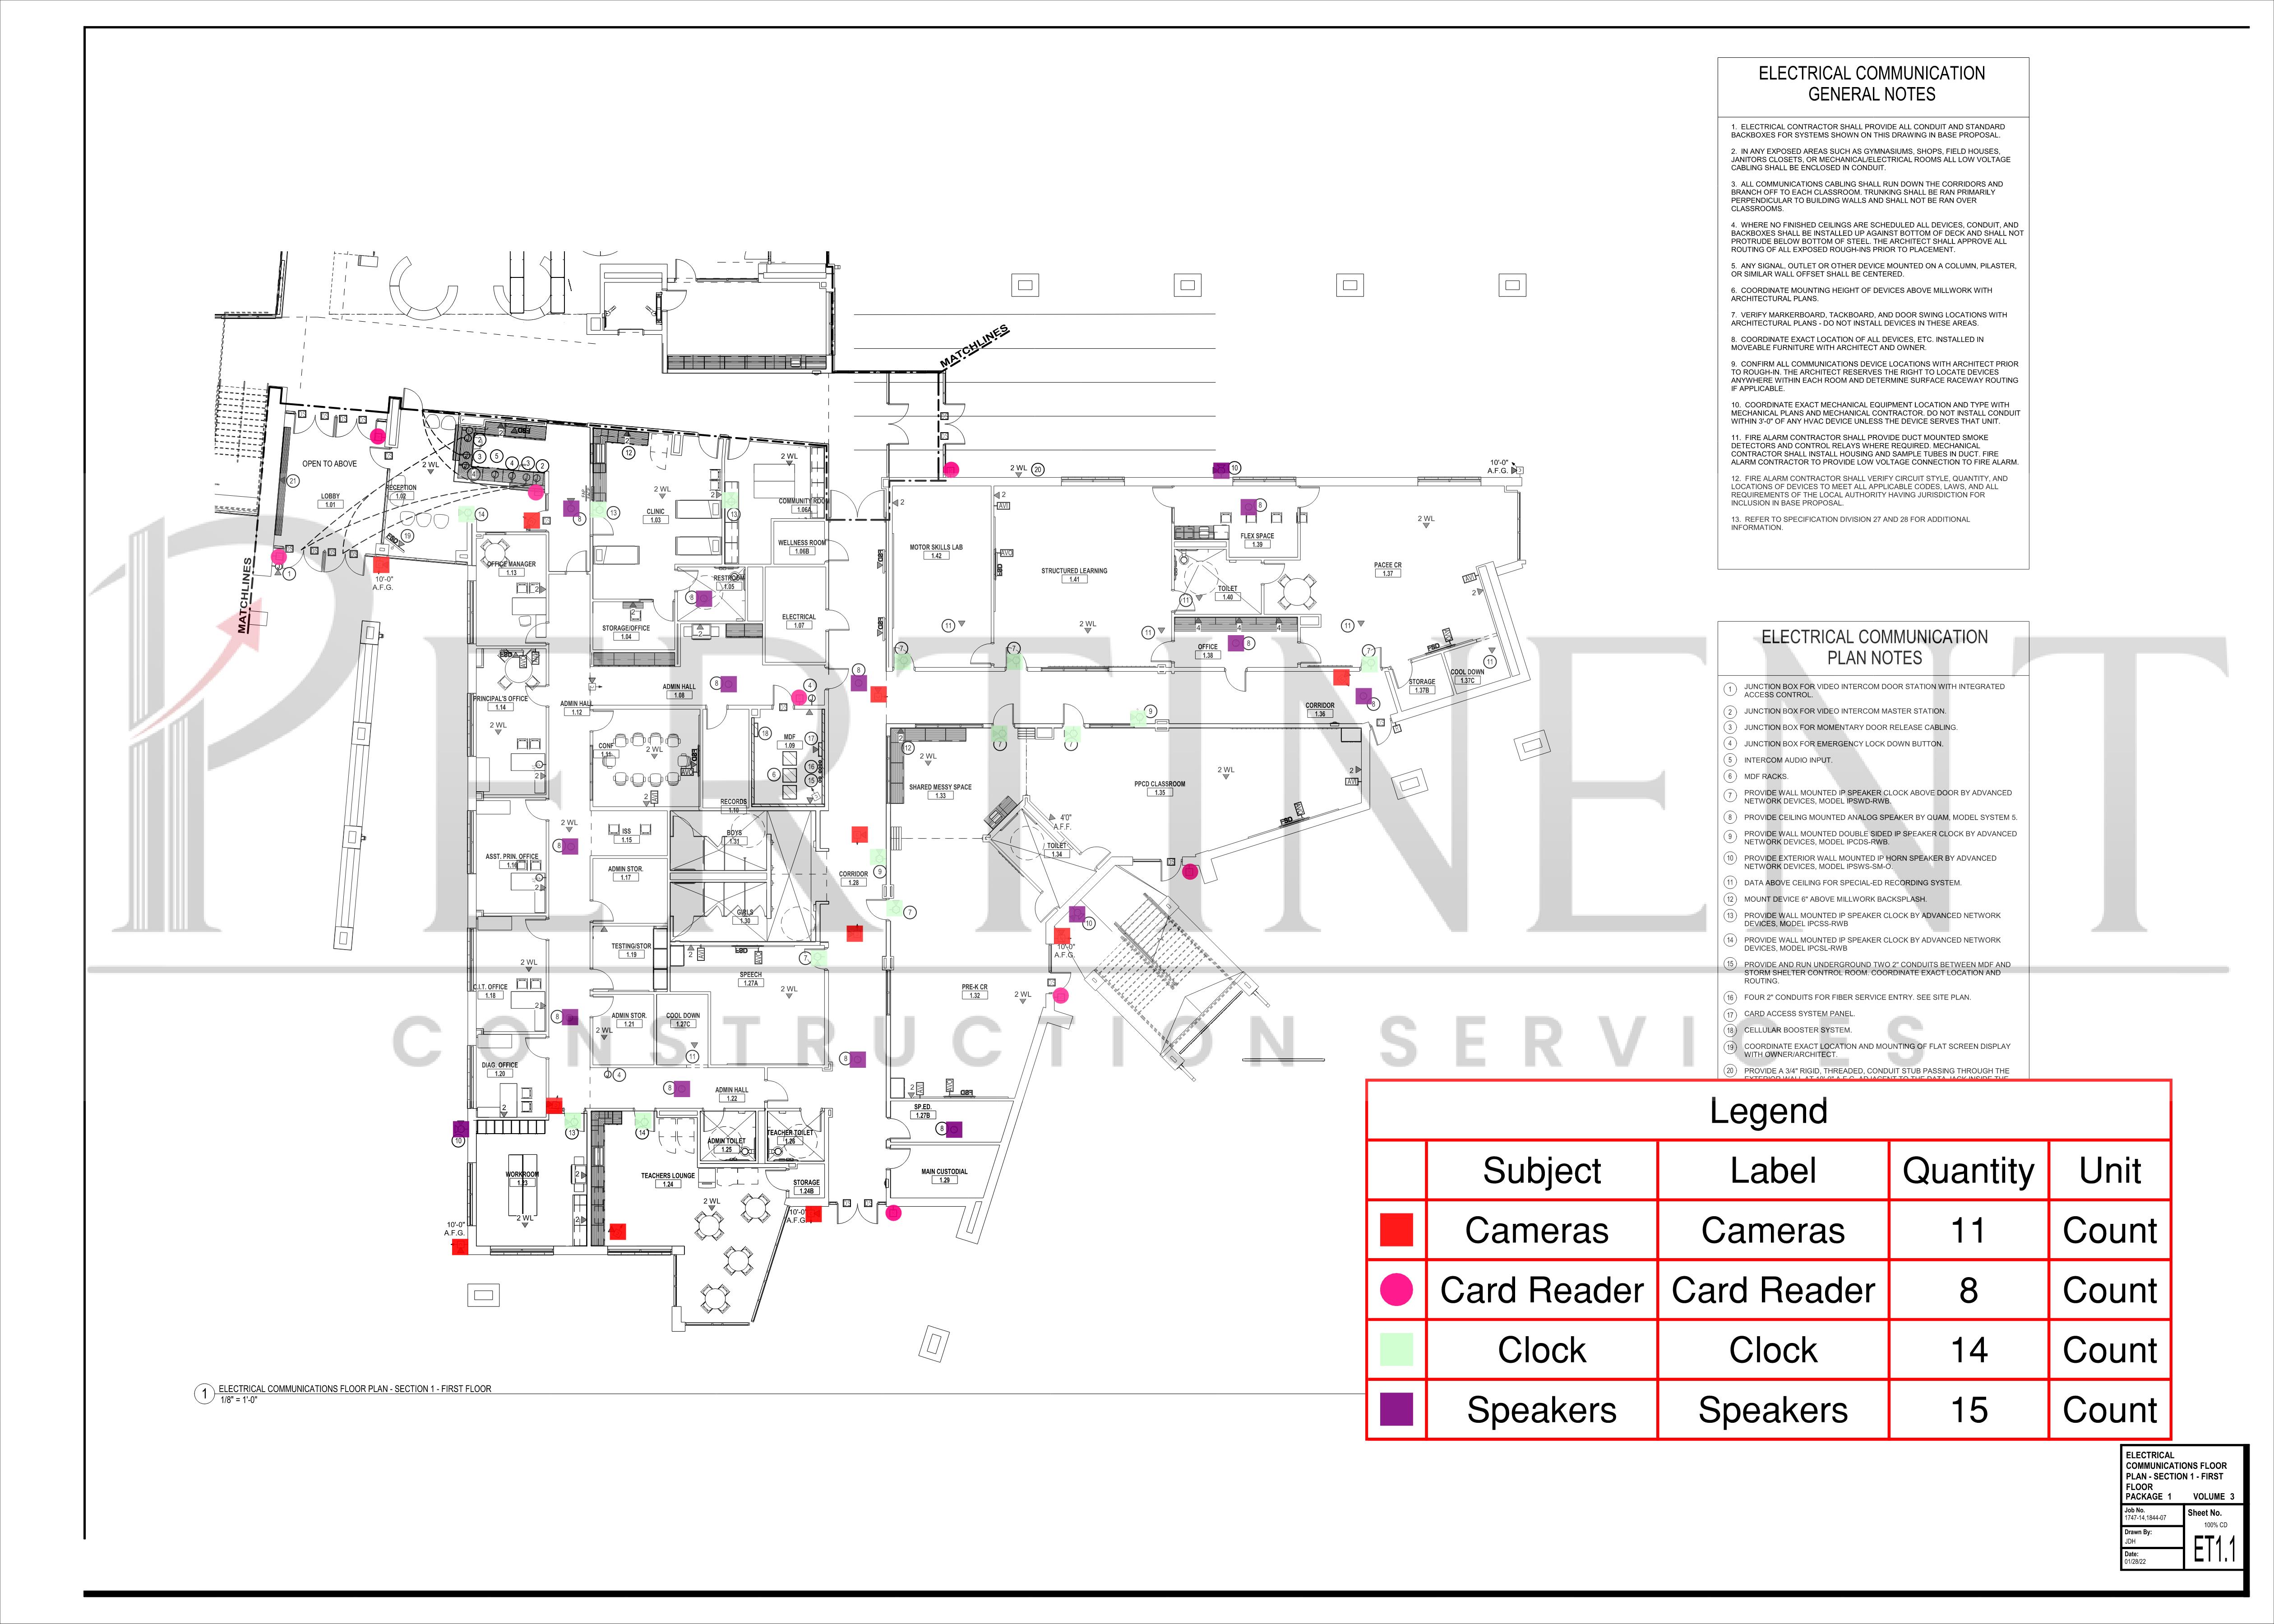 ELECTRICAL COMMUNICATION
GENERAL NOTES
1. ELECTRICAL CONTRACTOR SHALL PROVIDE ALL CONDUIT AND STANDARD
BACKBOXES FOR SYSTEMS SHOWN ON THIS DRAWING IN BASE PROPOSAL.
2. IN ANY EXPOSED AREAS SUCH AS GYMNASIUMS, SHOPS, FIELD HOUSES,
JANITORS CLOSETS, OR MECHANICAL/ELECTRICAL ROOMS ALL LOW VOLTAGE
CABLING SHALL BE ENCLOSED IN CONDUIT.
3. ALL COMMUNICATIONS CABLING SHALL RUN DOWN THE CORRIDORS AND
BRANCH OFF TO EACH CLASSROOM. TRUNKING SHALL BE RAN PRIMARILY
PERPENDICULAR TO BUILDING WALLS AND SHALL NOT BE RAN OVER
CLASSROOMS.
4. WHERE NO FINISHED CEILINGS ARE SCHEDULED ALL DEVICES, CONDUIT, AND
BACKBOXES SHALL BE INSTALLED UP AGAINST BOTTOM OF DECK AND SHALL NOT
PROTRUDE BELOW BOTTOM OF STEEL. THE ARCHITECT SHALL APPROVE ALL
ROUTING OF ALL EXPOSED ROUGH-INS PRIOR TO PLACEMENT.
5. ANY SIGNAL, OUTLET OR OTHER DEVICE MOUNTED ON A COLUMN, PILASTER,
OR SIMILAR WALL OFFSET SHALL BE CENTERED.
6. COORDINATE MOUNTING HEIGHT OF DEVICES ABOVE MILLWORK WITH
ARCHITECTURAL PLANS.
7. VERIFY MARKERBOARD, TACKBOARD, AND DOOR SWING LOCATIONS WITH
ARCHITECTURAL PLANS - DO NOT INSTALL DEVICES IN THESE AREAS.
8. COORDINATE EXACT LOCATION OF ALL DEVICES, ETC. INSTALLED IN
MOVEABLE FURNITURE WITH ARCHITECT AND OWNER.
9. CONFIRM ALL COMMUNICATIONS DEVICE LOCATIONS WITH ARCHITECT PRIOR
TO ROUGH-IN. THE ARCHITECT RESERVES THE RIGHT TO LOCATE DEVICES
ANYWHERE WITHIN EACH ROOM AND DETERMINE SURFACE RACEWAY ROUTING
IF APPLICABLE.
10. COORDINATE EXACT MECHANICAL EQUIPMENT LOCATION AND TYPE WITH
MECHANICAL PLANS AND MECHANICAL CONTRACTOR. DO NOT INSTALL CONDUIT
WITHIN 3'-0" OF ANY HVAC DEVICE UNLESS THE DEVICE SERVES THAT UNIT.
11. FIRE ALARM CONTRACTOR SHALL PROVIDE DUCT MOUNTED SMOKE
DETECTORS AND CONTROL RELAYS WHERE REQUIRED. MECHANICAL
CONTRACTOR SHALL INSTALL HOUSING AND SAMPLE TUBES IN DUCT. FIRE
ALARM CONTRACTOR TO PROVIDE LOW VOLTAGE CONNECTION TO FIRE ALARM.
12. FIRE ALARM CONTRACTOR SHALL VERIFY CIRCUIT STYLE, QUANTITY, AND
LOCATIONS OF DEVICES TO MEET ALL APPLICABLE CODES, LAWS, AND ALL
REQUIREMENTS OF THE LOCAL AUTHORITY HAVING JURISDICTION FOR
INCLUSION IN BASE PROPOSAL.
13. REFER TO SPECIFICATION DIVISION 27 AND 28 FOR ADDITIONAL
INFORMATION.
ELECTRICAL COMMUNICATION
PLAN NOTES
1 JUNCTION BOX FOR VIDEO INTERCOM DOOR STATION WITH INTEGRATED
ACCESS CONTROL.
2 JUNCTION BOX FOR VIDEO INTERCOM MASTER STATION.
3 JUNCTION BOX FOR MOMENTARY DOOR RELEASE CABLING.
4 JUNCTION BOX FOR EMERGENCY LOCK DOWN BUTTON.
5 INTERCOM AUDIO INPUT.
6 MDF RACKS.
7 PROVIDE WALL MOUNTED IP SPEAKER CLOCK ABOVE DOOR BY ADVANCED
NETWORK DEVICES, MODEL IPSWD-RWB.
8 PROVIDE CEILING MOUNTED ANALOG SPEAKER BY QUAM, MODEL SYSTEM 5.
9 PROVIDE WALL MOUNTED DOUBLE SIDED IP SPEAKER CLOCK BY ADVANCED
NETWORK DEVICES, MODEL IPCDS-RWB.
10 PROVIDE EXTERIOR WALL MOUNTED IP HORN SPEAKER BY ADVANCED
NETWORK DEVICES, MODEL IPSWS-SM-O.
11 DATA ABOVE CEILING FOR SPECIAL-ED RECORDING SYSTEM.
12 MOUNT DEVICE 6" ABOVE MILLWORK BACKSPLASH.
13 PROVIDE WALL MOUNTED IP SPEAKER CLOCK BY ADVANCED NETWORK
DEVICES, MODEL IPCSS-RWB
14 PROVIDE WALL MOUNTED IP SPEAKER CLOCK BY ADVANCED NETWORK
DEVICES, MODEL IPCSL-RWB
15 PROVIDE AND RUN UNDERGROUND TWO 2" CONDUITS BETWEEN MDF AND
STORM SHELTER CONTROL ROOM. COORDINATE EXACT LOCATION AND
ROUTING.
16 FOUR 2" CONDUITS FOR FIBER SERVICE ENTRY. SEE SITE PLAN.
17 CARD ACCESS SYSTEM PANEL.
18 CELLULAR BOOSTER SYSTEM.
19 COORDINATE EXACT LOCATION AND MOUNTING OF FLAT SCREEN DISPLAY
WITH OWNER/ARCHITECT.
20 PROVIDE A 3/4" RIGID, THREADED, CONDUIT STUB PASSING THROUGH THE
MATCHLINES
MATCHLINES
OPEN TO ABOVE
LOBBY
1.01
RECEPTION
1.02
2 WL
CLINIC
1.03
COMMUNITY ROOM
1.06A
WELLNESS ROOM
1.06B
RESTROOM
1.05
STORAGE/OFFICE
1.04
ELECTRICAL
1.07
OFFICE MANAGER
1.13
10'-0"
A.F.G.
PRINCIPAL'S OFFICE
1.14
ADMIN HALL
1.12
ADMIN HALL
1.08
CONF
1.11
MDF
1.09
RECORDS
1.10
ASST. PRIN. OFFICE
1.16
ISS
1.15
ADMIN STOR.
1.17
BOYS
1.31
GIRLS
1.30
CORRIDOR
1.28
C.I.T. OFFICE
1.18
TESTING/STOR
1.19
SPEECH
1.27A
ADMIN STOR.
1.21
COOL DOWN
1.27C
DIAG. OFFICE
1.20
ADMIN HALL
1.22
WORKROOM
1.23
TEACHERS LOUNGE
1.24
ADMIN TOILET
1.25
TEACHER TOILET
1.26
STORAGE
1.24B
SP.ED.
1.27B
MAIN CUSTODIAL
1.29
PRE-K CR
1.32
SHARED MESSY SPACE
1.33
TOILET
1.34
4'0"
A.F.F.
PPCD CLASSROOM
1.35
MOTOR SKILLS LAB
1.42
STRUCTURED LEARNING
1.41
TOILET
1.40
FLEX SPACE
1.39
OFFICE
1.38
PACEE CR
1.37
STORAGE
1.37B
COOL DOWN
1.37C
CORRIDOR
1.36
10'-0"
A.F.G.
10'-0"
A.F.G.
10'-0"
A.F.G.
10'-0"
A.F.G.
PERTINENT
CONSTRUCTION SERVICES
Legend
Subject Label Quantity Unit
Cameras Cameras 11 Count
Card Reader Card Reader 8 Count
Clock Clock 14 Count
Speakers Speakers 15 Count
1 ELECTRICAL COMMUNICATIONS FLOOR PLAN - SECTION 1 - FIRST FLOOR
1/8" = 1'-0"
ELECTRICAL
COMMUNICATIONS FLOOR
PLAN - SECTION 1 - FIRST
FLOOR
PACKAGE 1 VOLUME 3
Job No.
1747-14,1844-07
Drawn By:
JDH
Date:
01/28/22
Sheet No.
100% CD
ET1.1